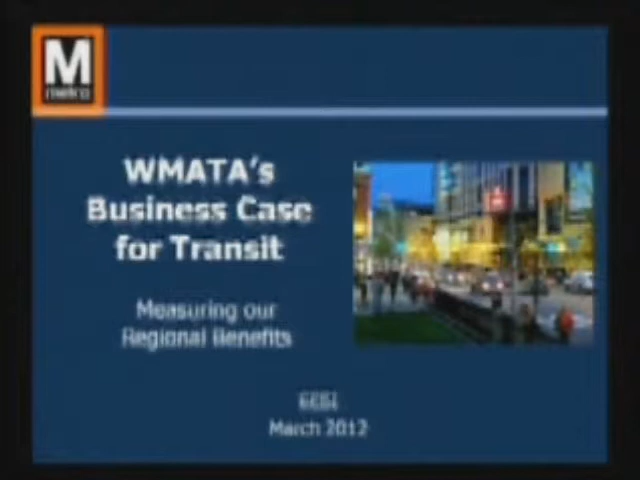 M
metro
WMATA's
Business Case
for Transit
Measuring our
Regional Benefits
EESI
March 2012